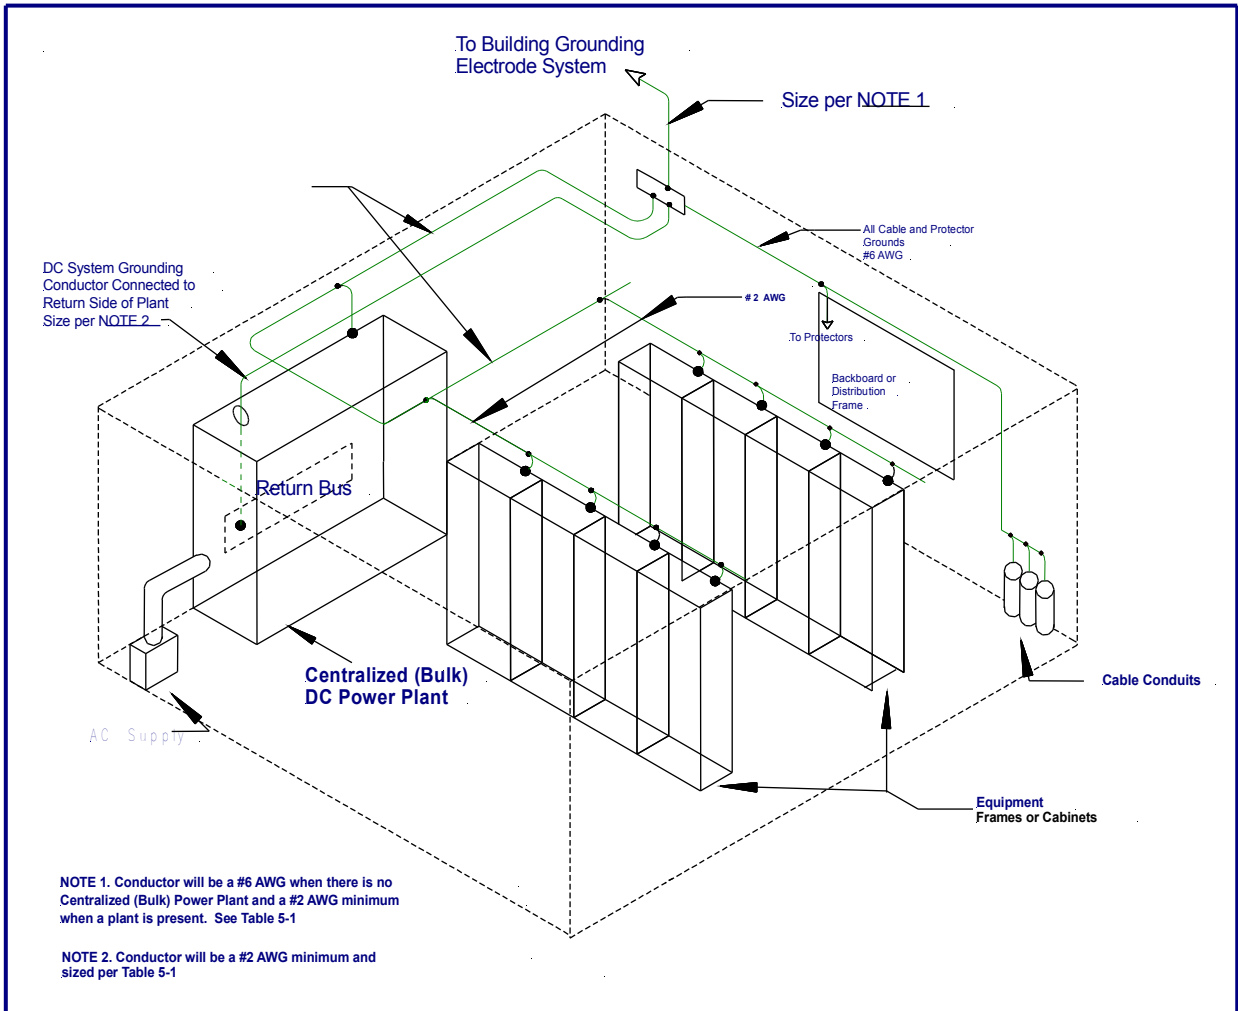 To Building Grounding
Electrode System
Size per NOTE 1
All Cable and Protector
Grounds
#6 AWG
DC System Grounding
Conductor Connected to
Return Side of Plant
Size per NOTE 2
# 2 AWG
To Protectors
Backboard or
Distribution
Frame
Return Bus
Centralized (Bulk)
DC Power Plant
AC Supply
Cable Conduits
Equipment
Frames or Cabinets
NOTE 1. Conductor will be a #6 AWG when there is no
Centralized (Bulk) Power Plant and a #2 AWG minimum
when a plant is present. See Table 5-1
NOTE 2. Conductor will be a #2 AWG minimum and
sized per Table 5-1